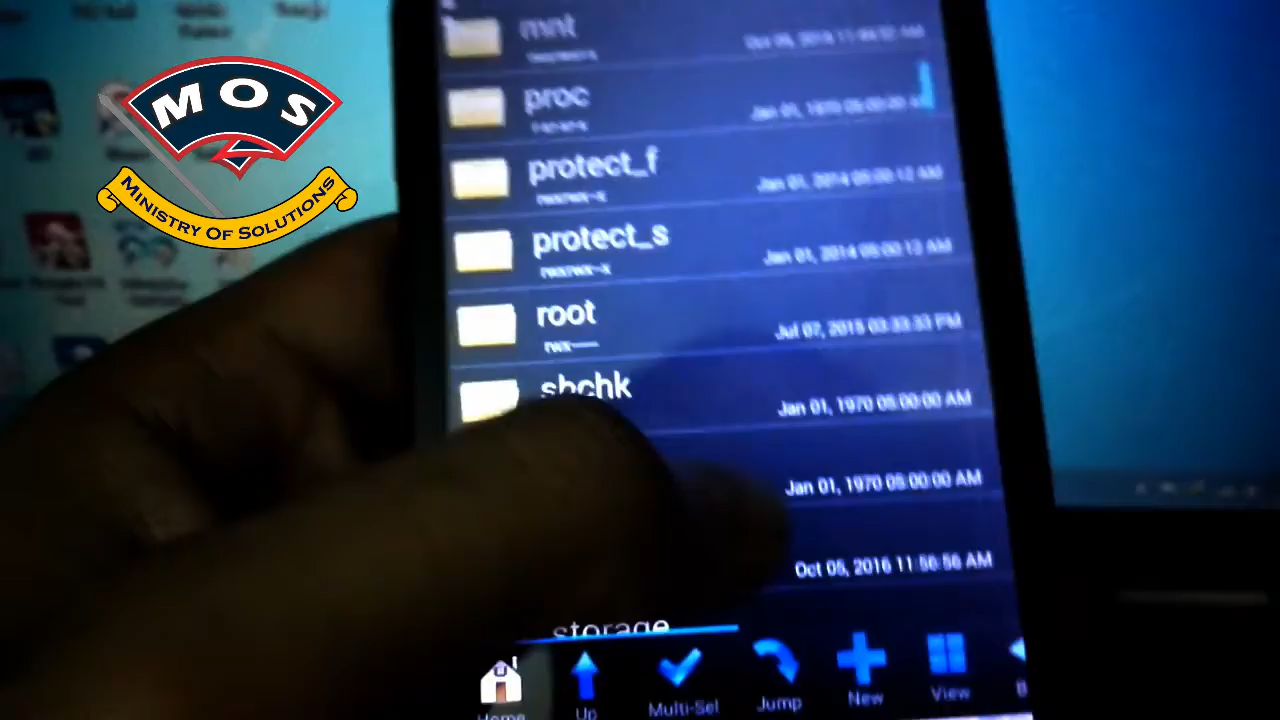 MOS
MINISTRY OF SOLUTIONS
mnt
proc
Jan 01, 1970 05:00:00
protect_f
rwxrwx--x
Jan 01, 2014 05:00:12 AM
protect_s
rwxrwx--x
Jan 01, 2014 05:00:12 AM
root
rwx------
Jul 07, 2015 03:33:33 PM
sbchk
Jan 01, 1970 05:00:00 AM
Jan 01, 1970 05:00:00 AM
Oct 05, 2016 11:56:56 AM
storage
Home
Up
Multi-Sel
Jump
New
View